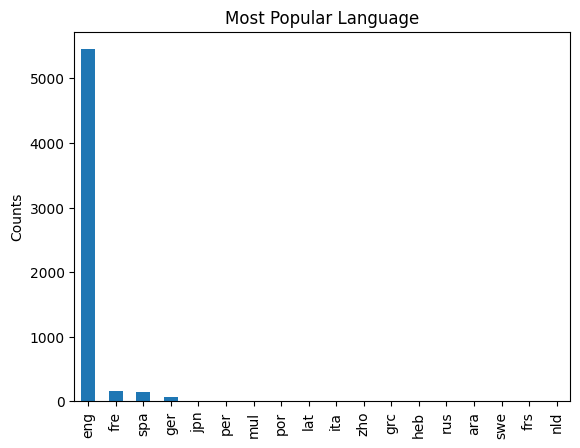 Most Popular Language
Counts
5000
4000
3000
2000
1000
0
eng
fre
spa
ger
jpn
per
mul
por
lat
ita
zho
grc
heb
rus
ara
swe
frs
nld